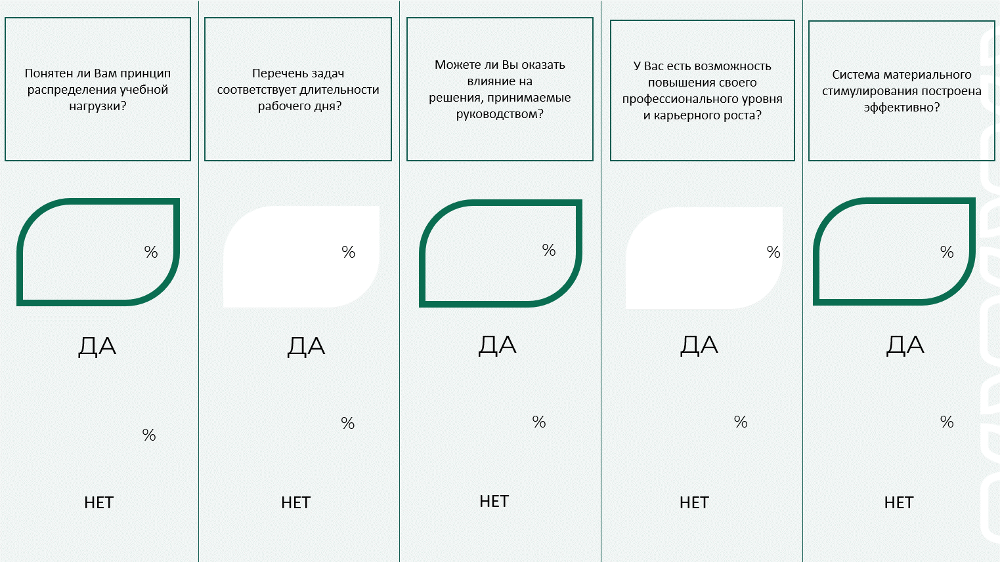 Понятен ли Вам принцип
распределения учебной
нагрузки?
%
ДА
%
НЕТ
Перечень задач
соответствует длительности
рабочего дня?
%
ДА
%
НЕТ
Можете ли Вы оказать
влияние на
решения, принимаемые
руководством?
%
ДА
%
НЕТ
У Вас есть возможность
повышения своего
профессионального уровня
и карьерного роста?
%
ДА
%
НЕТ
Система материального
стимулирования построена
эффективно?
%
ДА
%
НЕТ